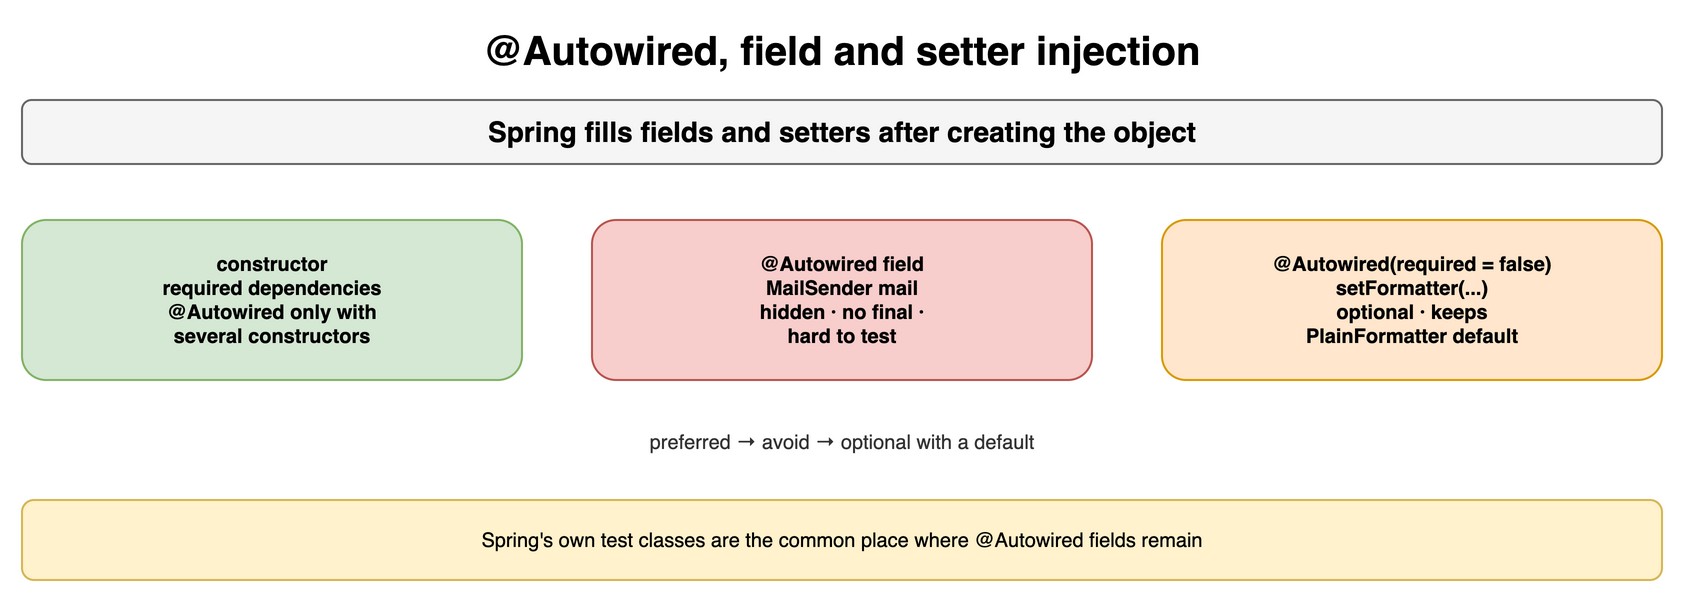 @Autowired, field and setter injection
Spring fills fields and setters after creating the object
constructor
required dependencies
@Autowired only with
several constructors
@Autowired field
MailSender mail
hidden · no final ·
hard to test
@Autowired(required = false)
setFormatter(...)
optional · keeps
PlainFormatter default
preferred → avoid → optional with a default
Spring's own test classes are the common place where @Autowired fields remain